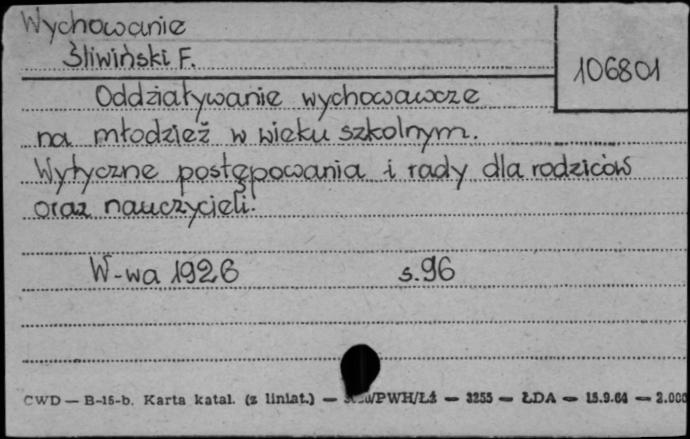 Wychowanie
Śliwiński F.
106801
Oddziaływanie wychowawcze
na młodzież w wieku szkolnym.
Wytyczne postępowania i rady dla rodziców
oraz nauczycieli.
W-wa 1926 s. 96
CWD — B-15-b. Karta katal. (z liniat.) — /PWH/Łź — 3255 — ŁDA — 15.9.64 — 2.000